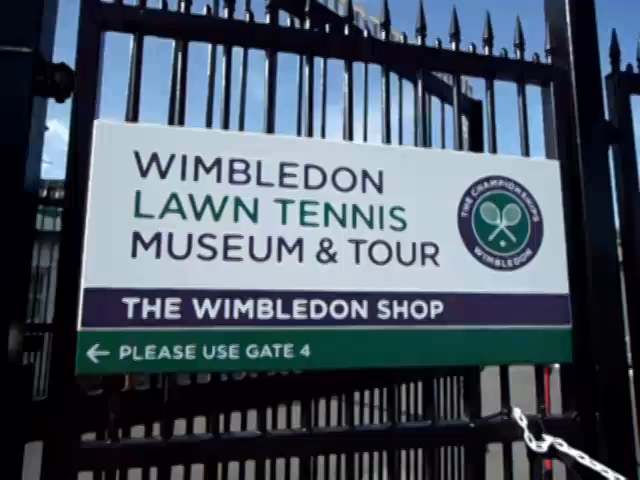 WIMBLEDON
LAWN TENNIS
MUSEUM & TOUR
THE CHAMPIONSHIPS
WIMBLEDON
THE WIMBLEDON SHOP
← PLEASE USE GATE 4